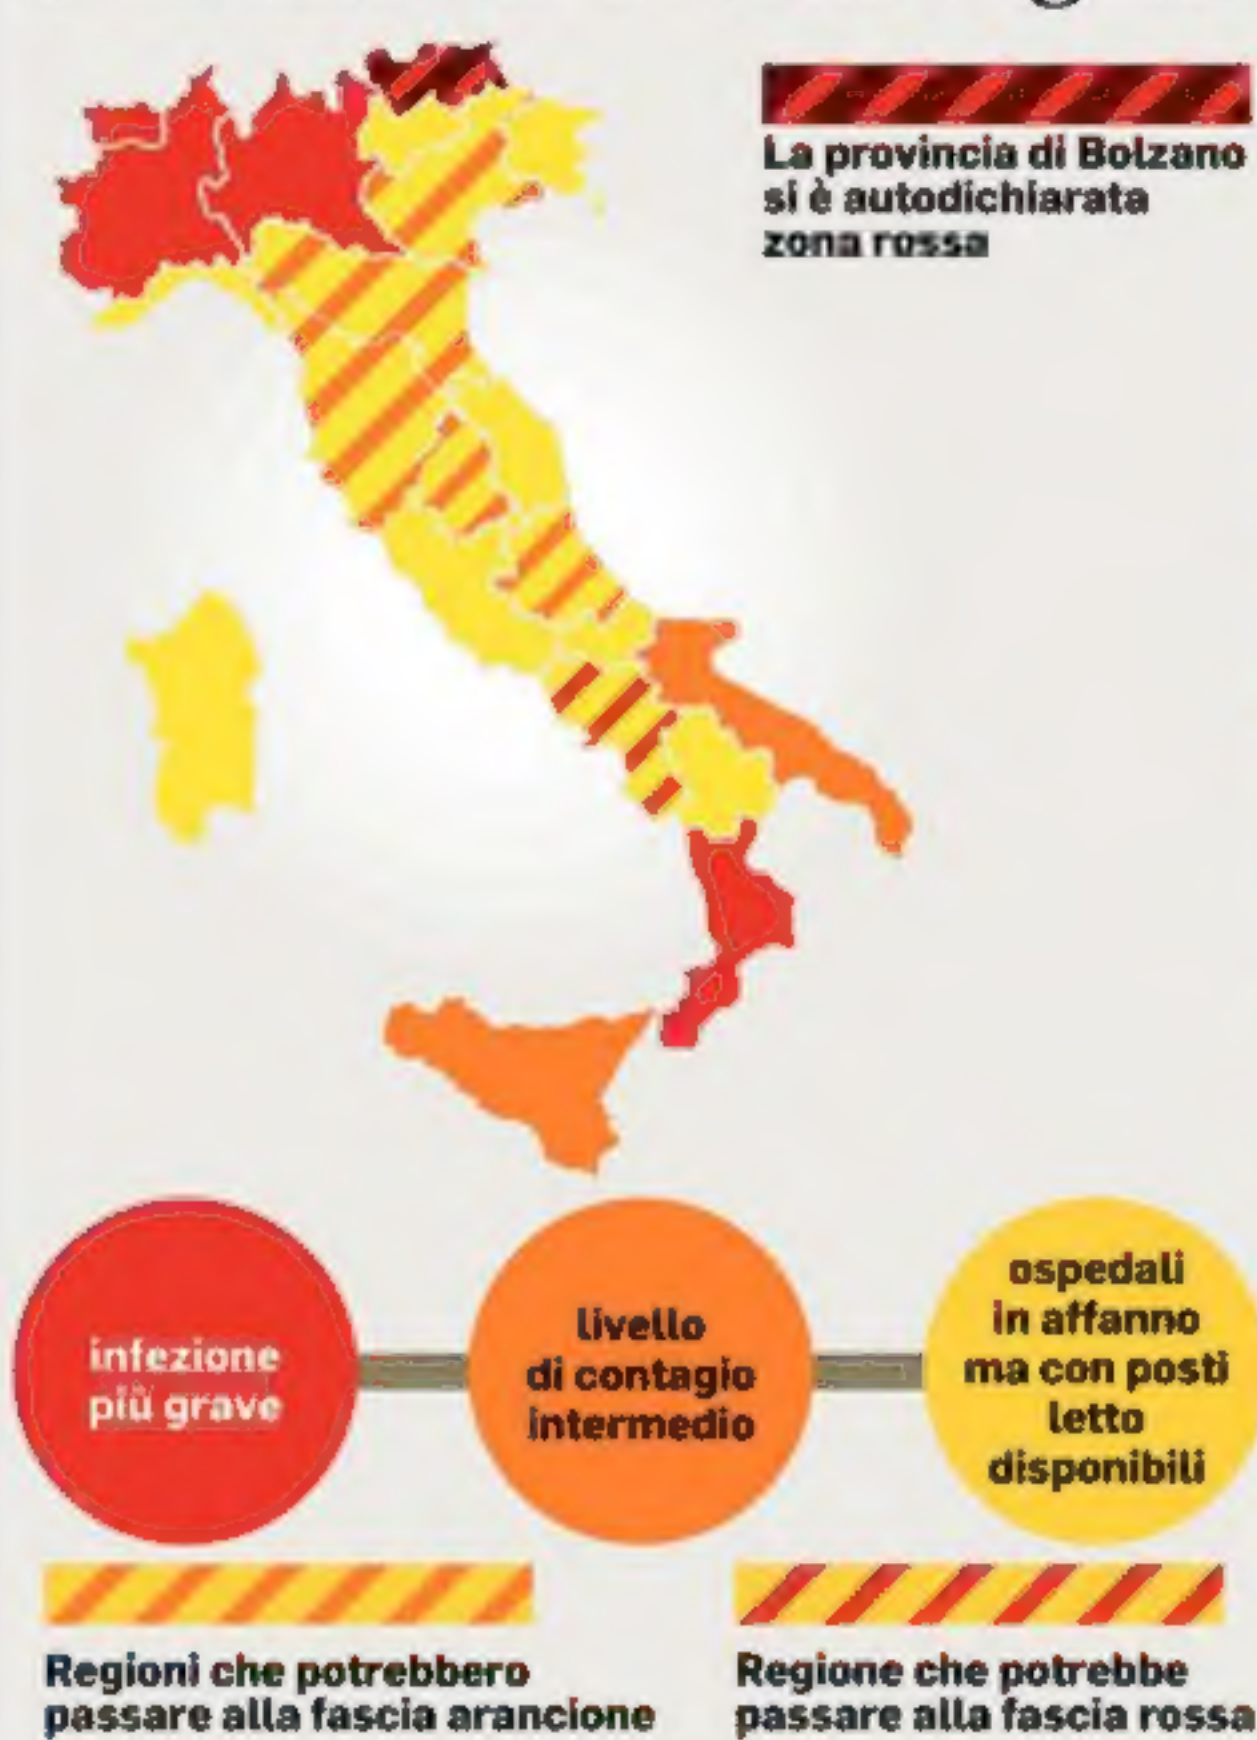 La provincia di Bolzano
si è autodichiarata
zona rossa
infezione
più grave
livello
di contagio
intermedio
ospedali
in affanno
ma con posti
letto
disponibili
Regioni che potrebbero
passare alla fascia arancione
Regione che potrebbe
passare alla fascia rossa